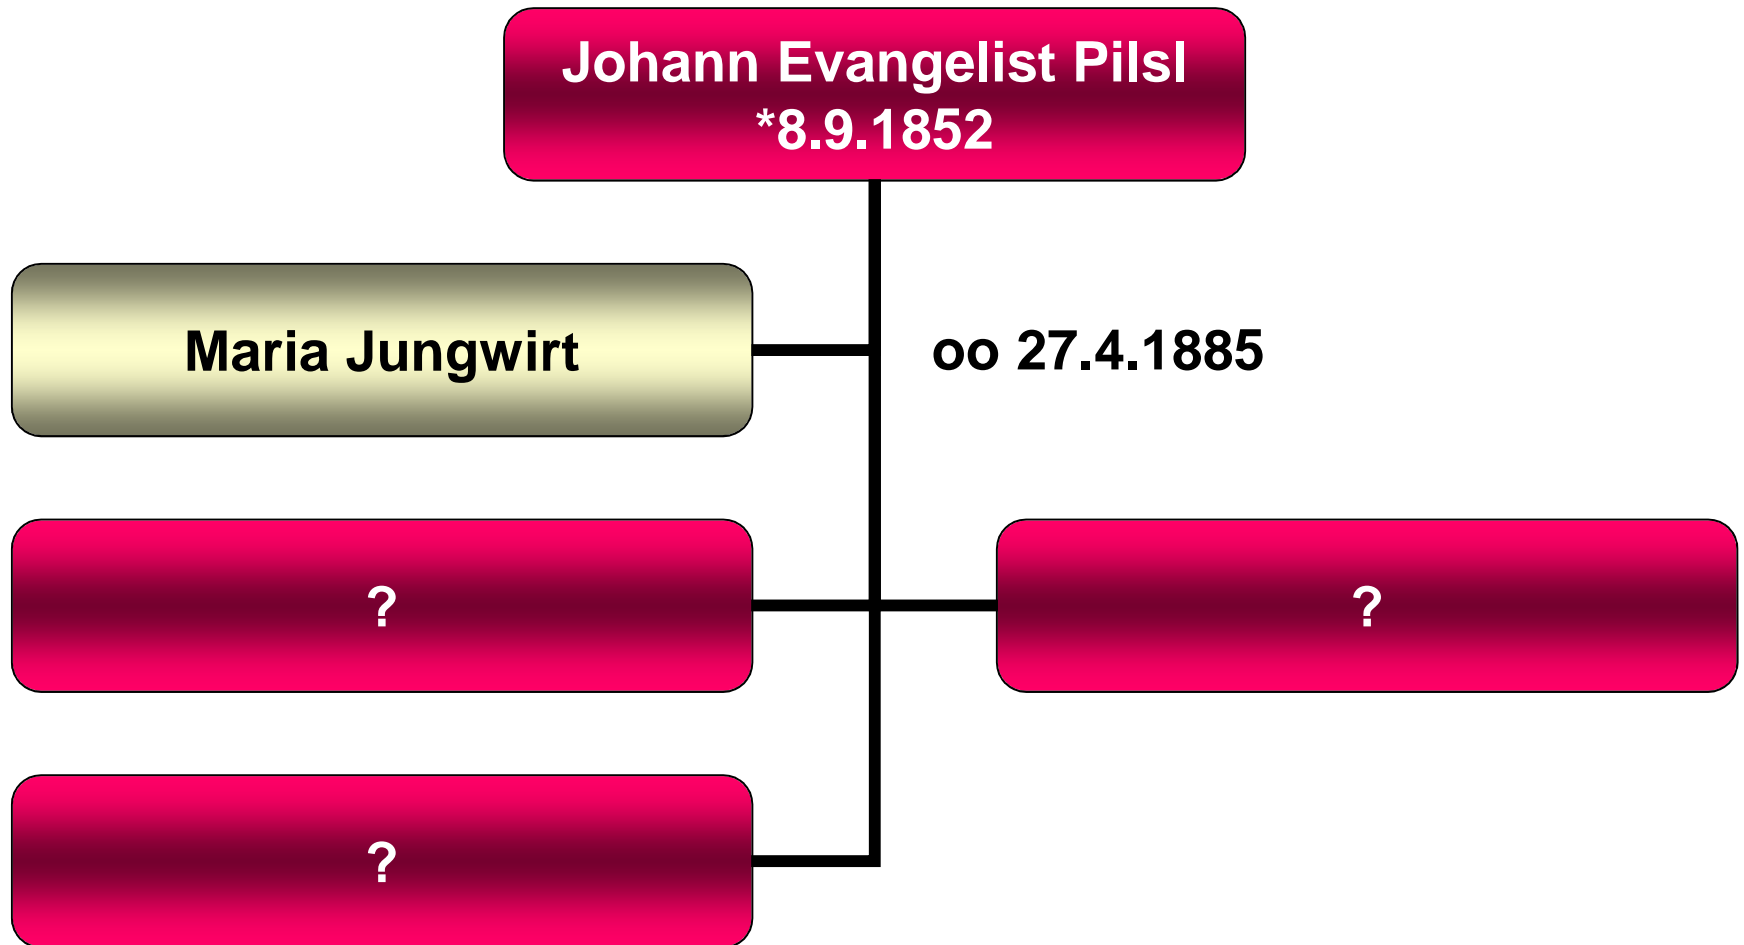 Johann Evangelist Pilsl
*8.9.1852
Maria Jungwirt
oo 27.4.1885
?
?
?